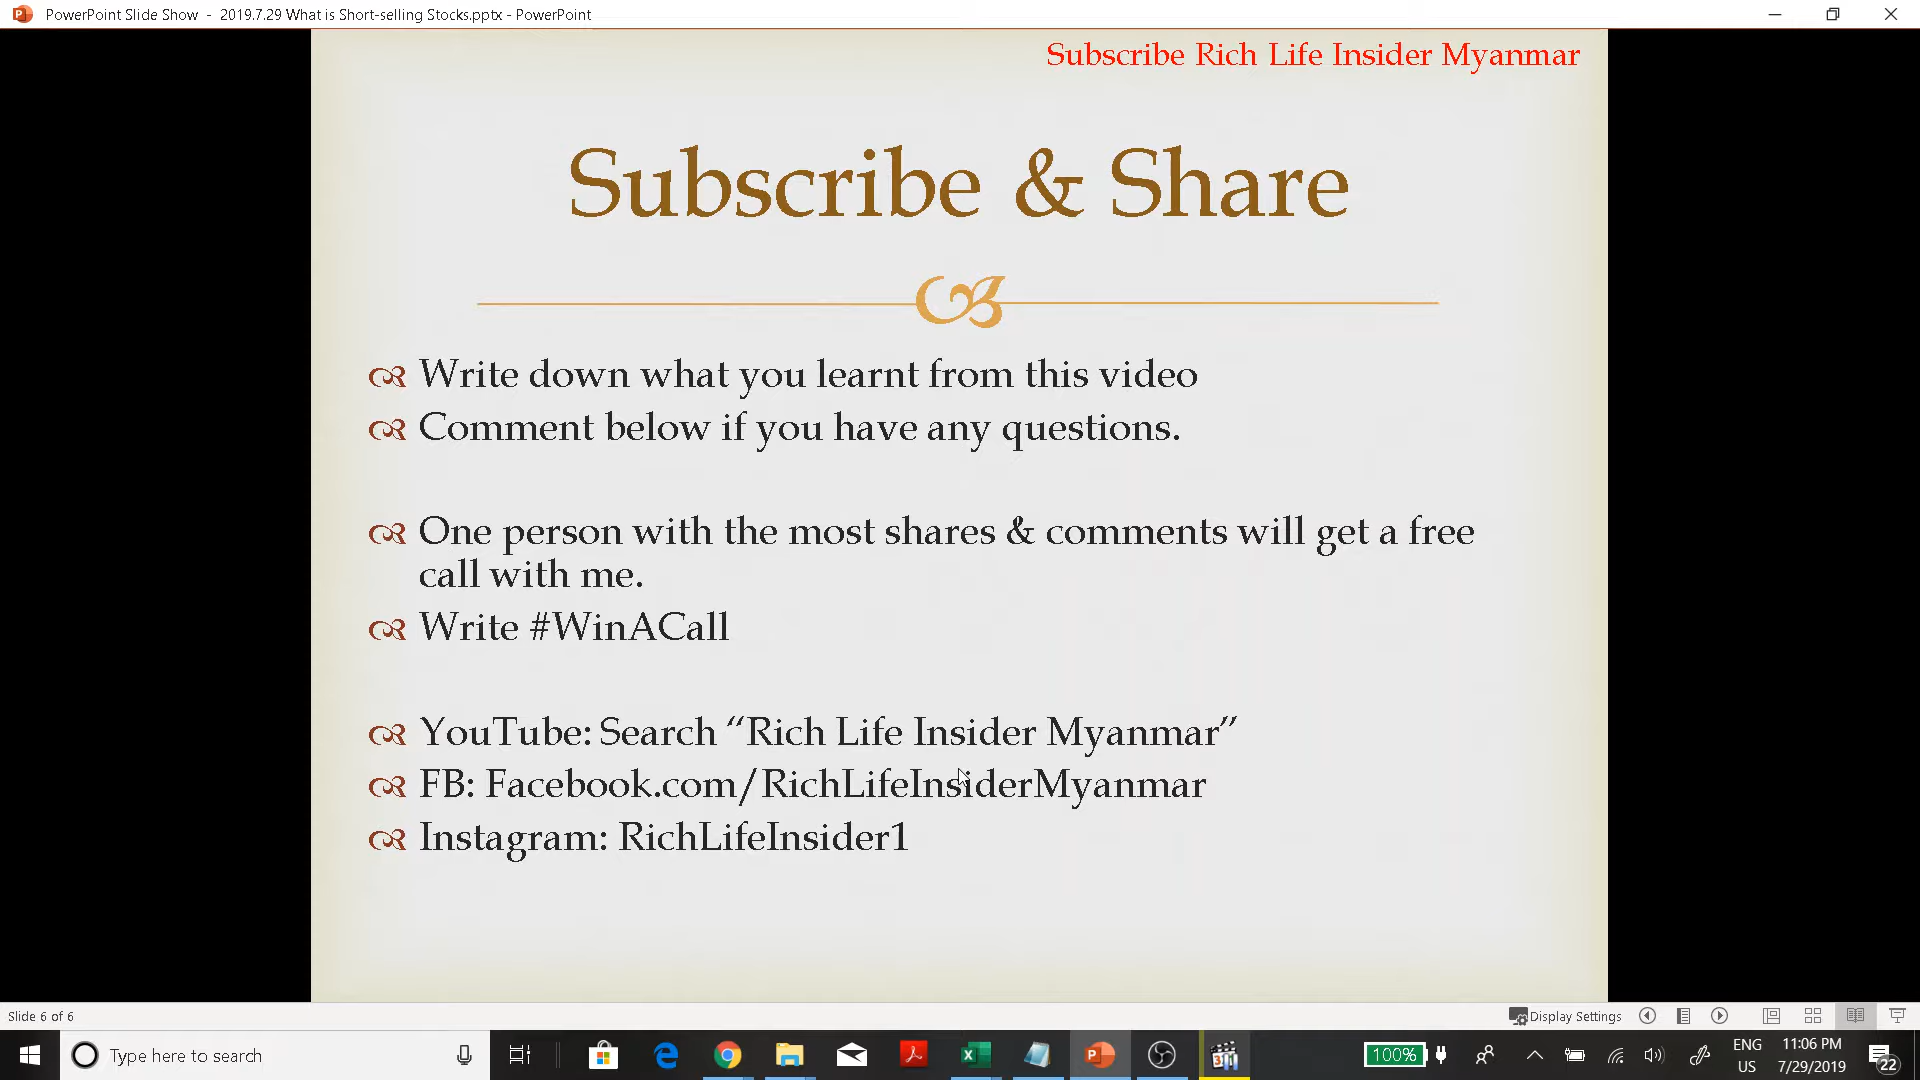 PowerPoint Slide Show - 2019.7.29 What is Short-selling Stocks.pptx - PowerPoint
Subscribe Rich Life Insider Myanmar
Subscribe & Share
Write down what you learnt from this video
Comment below if you have any questions.
One person with the most shares & comments will get a free
call with me.
Write #WinACall
YouTube: Search “Rich Life Insider Myanmar”
FB: Facebook.com/RichLifeInsiderMyanmar
Instagram: RichLifeInsider1
Slide 6 of 6
Display Settings
Type here to search
100%
ENG
US
11:06 PM
7/29/2019
22